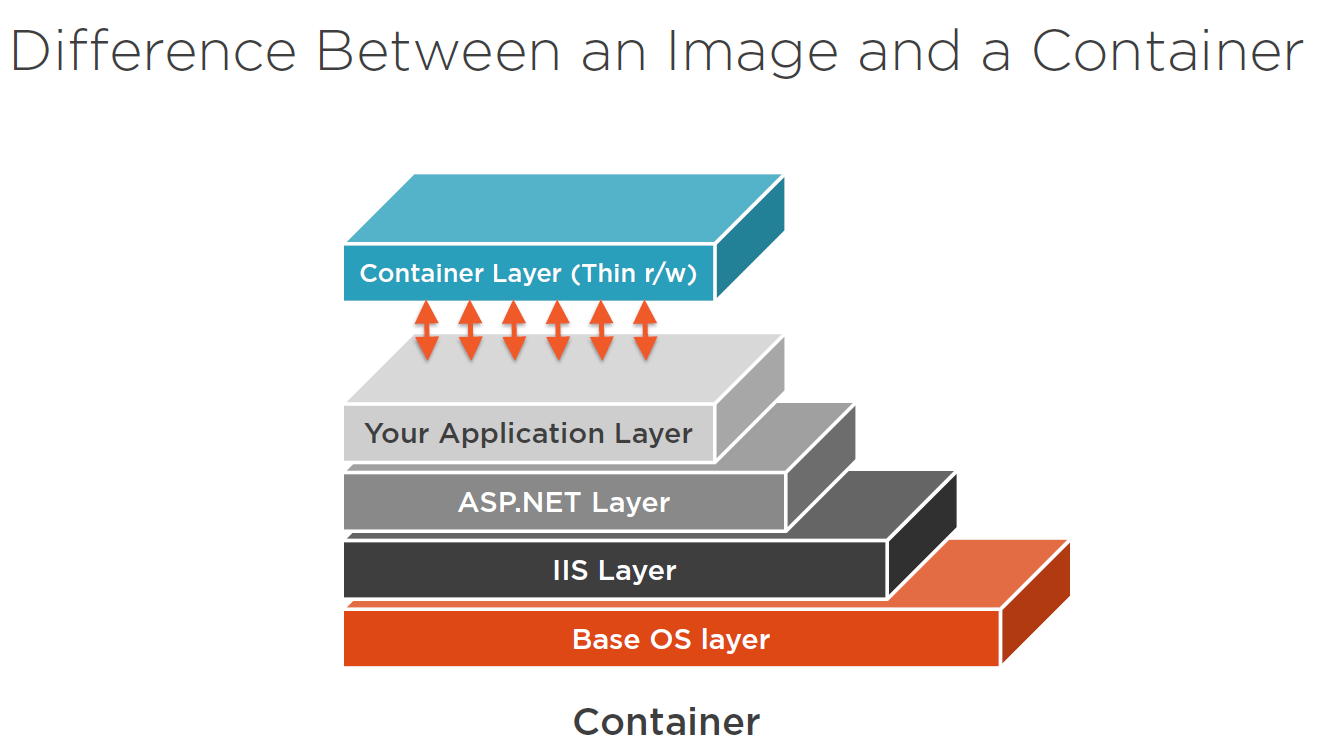 Difference Between an Image and a Container
Container Layer (Thin r/w)
Your Application Layer
ASP.NET Layer
IIS Layer
Base OS layer
Container